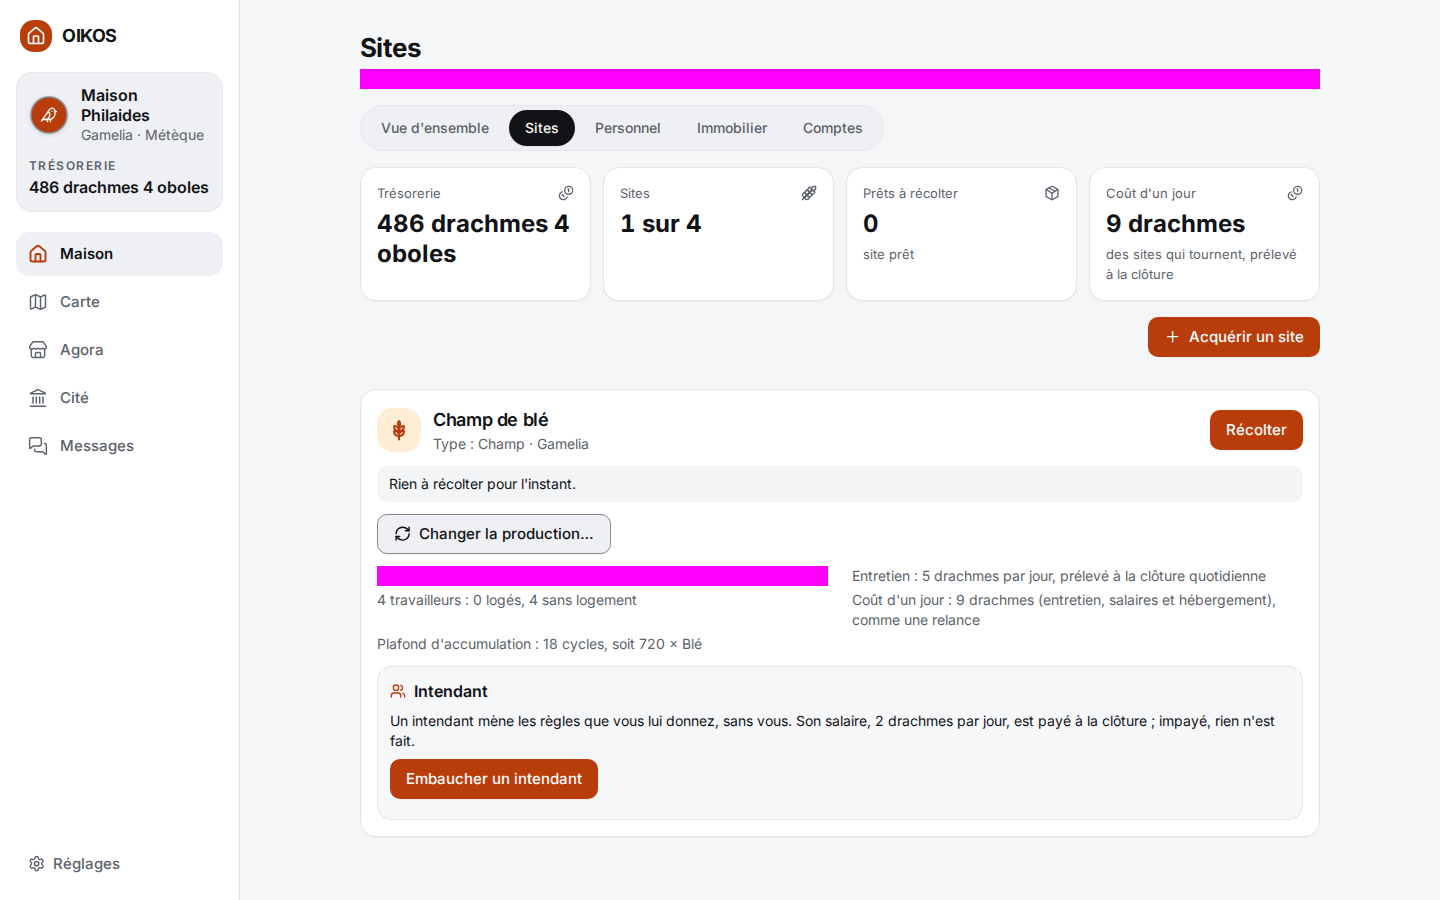 OIKOS
Maison
Philaides
Gamelia · Métèque
TRÉSORERIE
486 drachmes 4 oboles
Maison
Carte
Agora
Cité
Messages
Réglages
Sites
Vue d'ensemble
Sites
Personnel
Immobilier
Comptes
Trésorerie
486 drachmes 4
oboles
Sites
1 sur 4
Prêts à récolter
0
site prêt
Coût d'un jour
9 drachmes
des sites qui tournent, prélevé
à la clôture
Acquérir un site
Champ de blé
Type : Champ · Gamelia
Récolter
Rien à récolter pour l'instant.
Changer la production...
Entretien : 5 drachmes par jour, prélevé à la clôture quotidienne
4 travailleurs : 0 logés, 4 sans logement
Coût d'un jour : 9 drachmes (entretien, salaires et hébergement),
comme une relance
Plafond d'accumulation : 18 cycles, soit 720 × Blé
Intendant
Un intendant mène les règles que vous lui donnez, sans vous. Son salaire, 2 drachmes par jour, est payé à la clôture ; impayé, rien n'est
fait.
Embaucher un intendant